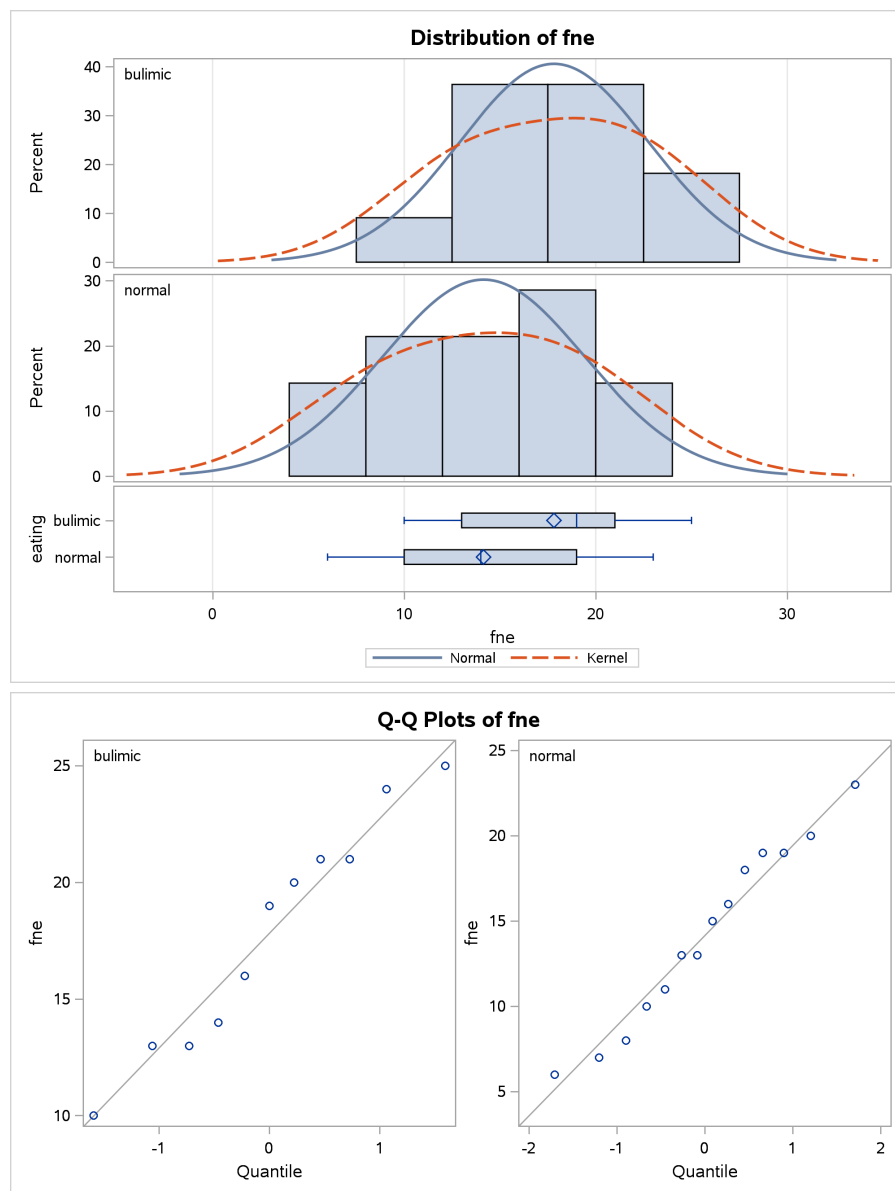 Distribution of fne
bulimic
Percent
40
30
20
10
0
normal
Percent
30
20
10
0
eating
bulimic
normal
0 10 20 30
fne
Normal Kernel
Q-Q Plots of fne
bulimic
fne
25
20
15
10
-1 0 1
Quantile
normal
fne
25
20
15
10
5
-2 -1 0 1 2
Quantile